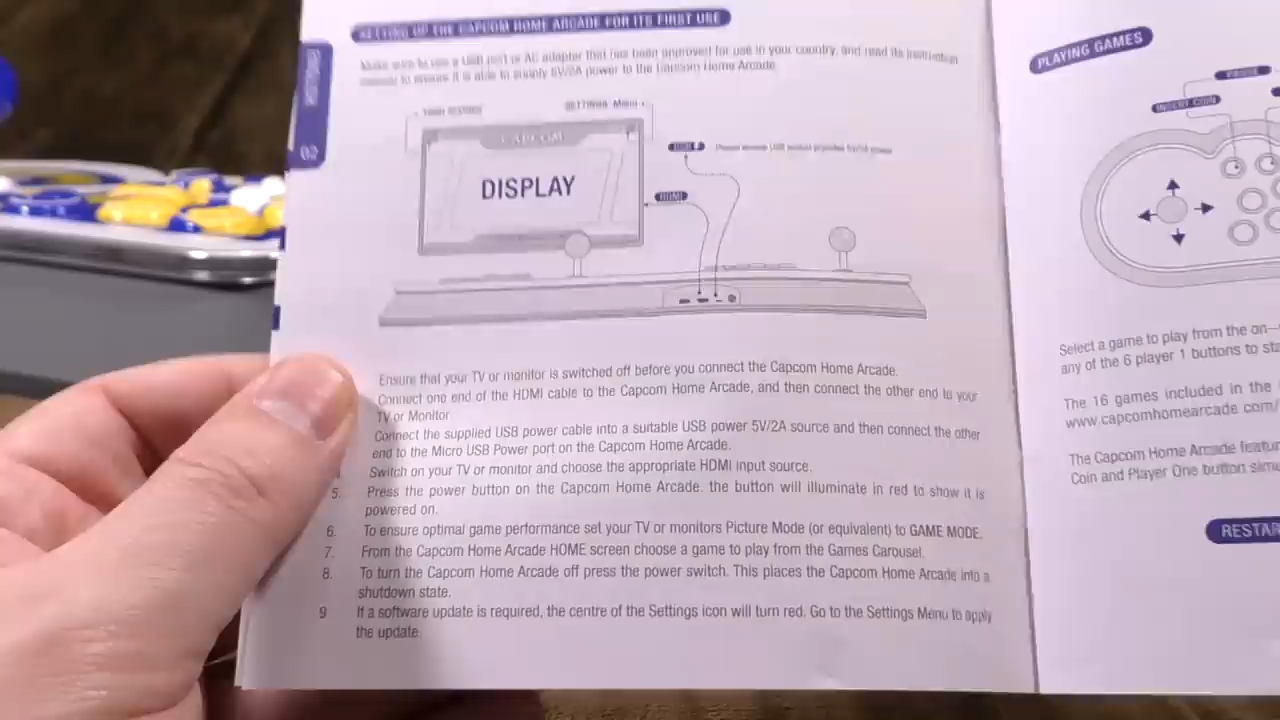 SETTING UP THE CAPCOM HOME ARCADE FOR ITS FIRST USE
Make sure to use a USB port or AC adapter that has been approved for use in your country, and read its instruction
manual to ensure it is able to supply 5V/2A power to the Capcom Home Arcade.
ENGLISH
02
HIGH SCORES
SETTINGS Menu
CAPCOM
DISPLAY
USB
Please ensure USB socket provides 5v/2A power
HDMI
Ensure that your TV or monitor is switched off before you connect the Capcom Home Arcade.
Connect one end of the HDMI cable to the Capcom Home Arcade, and then connect the other end to your
TV or Monitor
Connect the supplied USB power cable into a suitable USB power 5V/2A source and then connect the other
end to the Micro USB Power port on the Capcom Home Arcade.
Switch on your TV or monitor and choose the appropriate HDMI input source.
5. Press the power button on the Capcom Home Arcade. the button will illuminate in red to show it is
powered on.
6. To ensure optimal game performance set your TV or monitors Picture Mode (or equivalent) to GAME MODE.
7. From the Capcom Home Arcade HOME screen choose a game to play from the Games Carousel.
8. To turn the Capcom Home Arcade off press the power switch. This places the Capcom Home Arcade into a
shutdown state.
9 If a software update is required, the centre of the Settings icon will turn red. Go to the Settings Menu to apply
the update.
PLAYING GAMES
PAUSE
INSERT COIN
Select a game to play from the on-
any of the 6 player 1 buttons to sta
The 16 games included in the
www.capcomhomearcade.com/
The Capcom Home Arcade featur
Coin and Player One button simu
RESTAR